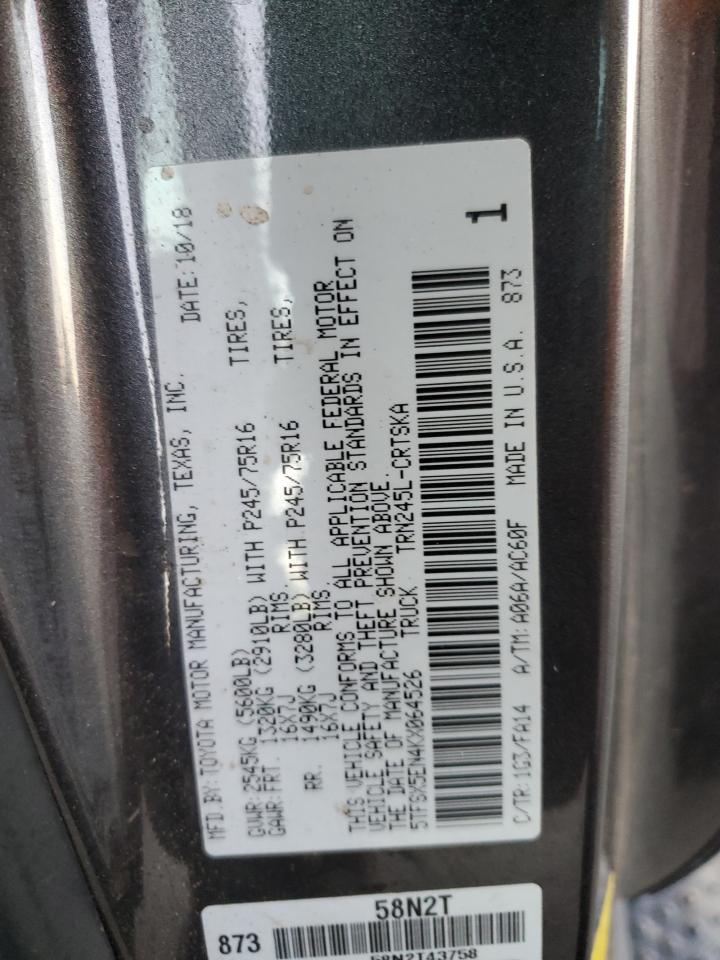 MFD.BY:TOYOTA MOTOR MANUFACTURING, TEXAS, INC. DATE:10/18
GVWR:2545KG (5600LB)
GAWR:FRT. 1320KG (2910LB) WITH P245/75R16 TIRES,
16X7J RIMS
RR. 1490KG (3280LB) WITH P245/75R16 TIRES,
16X7J RIMS
THIS VEHICLE CONFORMS TO ALL APPLICABLE FEDERAL MOTOR
VEHICLE SAFETY AND THEFT PREVENTION STANDARDS IN EFFECT ON
THE DATE OF MANUFACTURE SHOWN ABOVE.
5TFSX5EN4KX064526 TRUCK TRN245L-CRTSKA
C/TR:1G3/FA14 A/TM:A06A/AC60F MADE IN U.S.A. 873
1
58N2T
873
58N2T43758